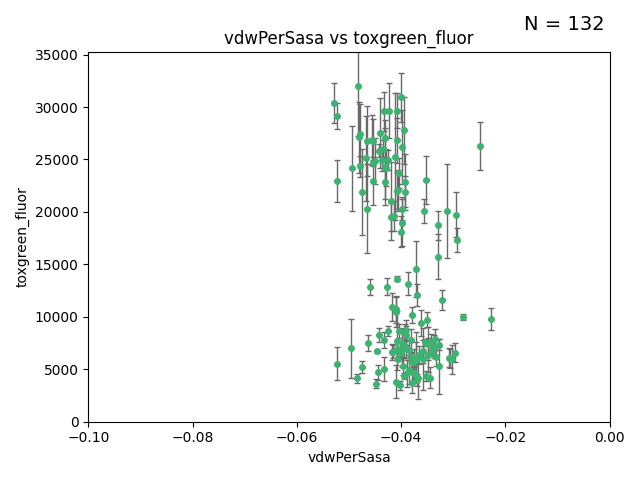 N = 132
vdwPerSasa vs toxgreen_fluor
35000
30000
25000
20000
15000
10000
5000
0
toxgreen_fluor
−0.10 −0.08 −0.06 −0.04 −0.02 0.00
vdwPerSasa